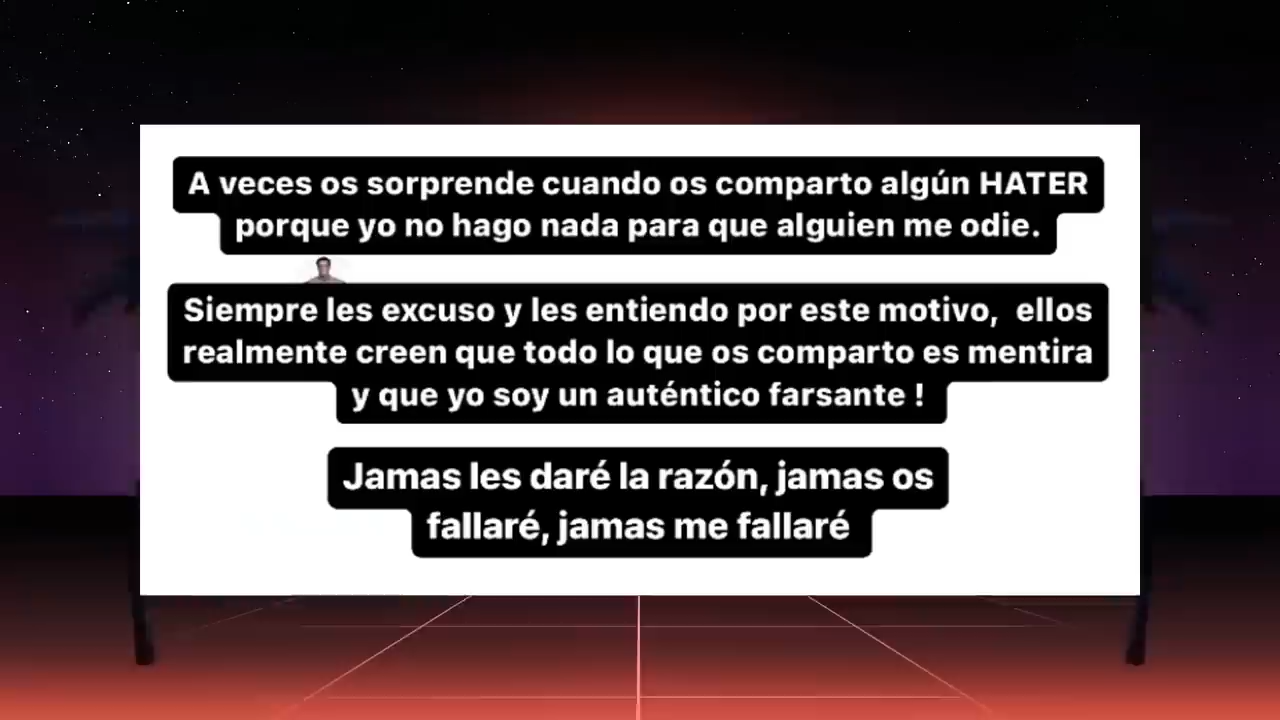 A veces os sorprende cuando os comparto algún HATER
porque yo no hago nada para que alguien me odie.
Siempre les excuso y les entiendo por este motivo,  ellos
realmente creen que todo lo que os comparto es mentira
y que yo soy un auténtico farsante !
Jamas les daré la razón, jamas os
fallaré, jamas me fallaré